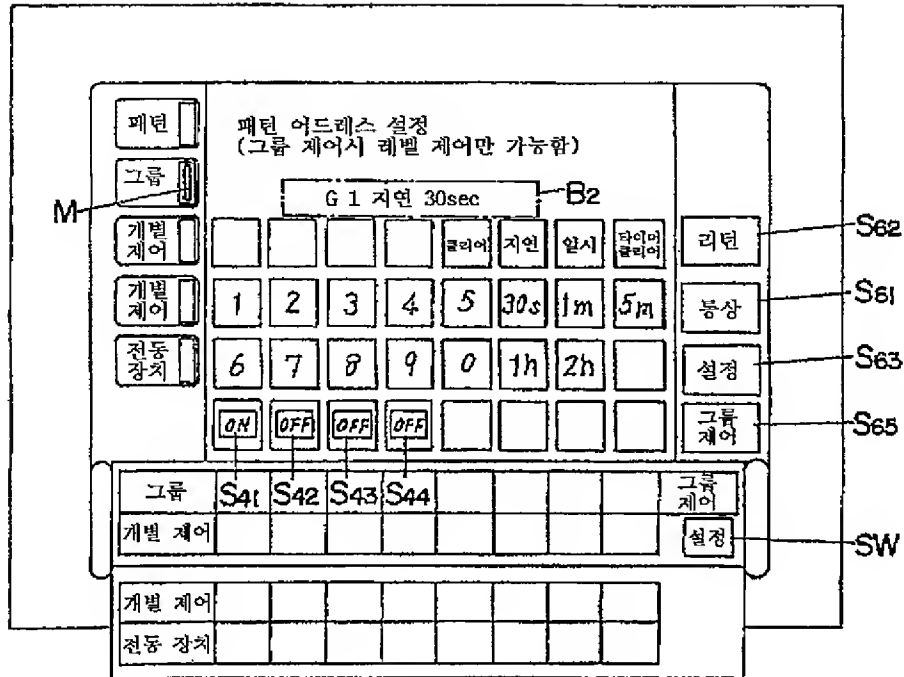 패턴
패턴 어드레스 설정
(그룹 제어시 레벨 제어만 가능함)
그룹
M
G 1 지연 30sec
B2
개별
제어
클리어 지연 일시 타이머
클리어
리턴
S62
개별
제어
1 2 3 4 5 30s 1m 5m
통상
S61
전동
장치
6 7 8 9 0 1h 2h
설정
S63
ON OFF OFF OFF
그룹
제어
S65
그룹 S41 S42 S43 S44 그룹
제어
개별 제어 설정
SW
개별 제어
전동 장치